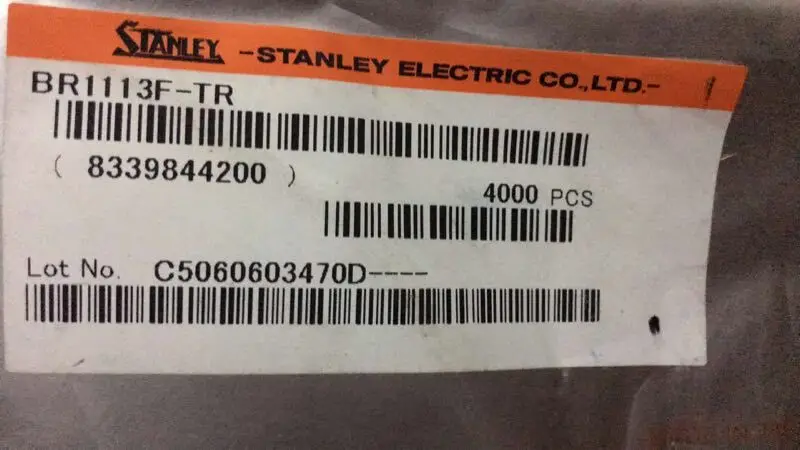 STANLEY -STANLEY ELECTRIC CO.,LTD.-
BR1113F-TR
( 8339844200 )
4000 PCS
Lot No. C5060603470D----